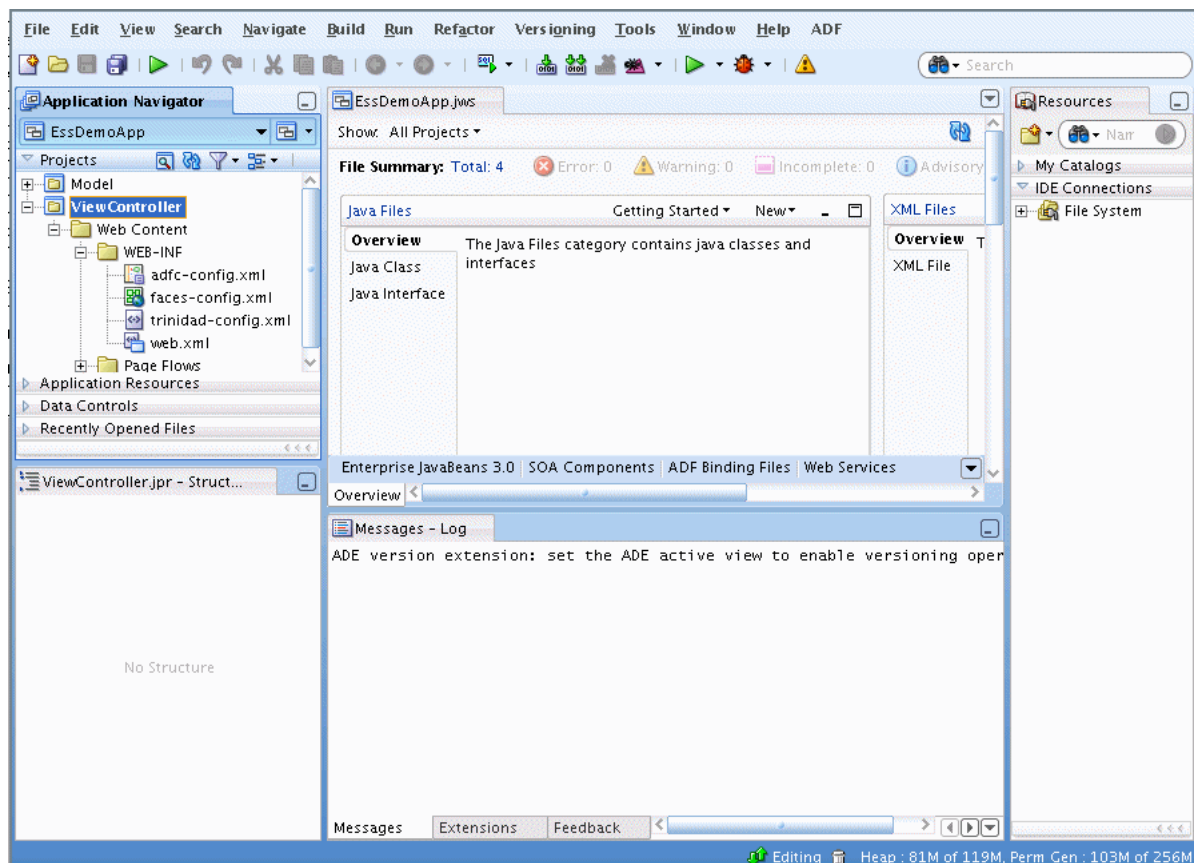 File Edit View Search Navigate Build Run Refactor Versioning Tools Window Help ADF
Search
Application Navigator
EssDemoApp
Projects
Model
ViewController
Web Content
WEB-INF
adfc-config.xml
faces-config.xml
trinidad-config.xml
web.xml
Page Flows
Application Resources
Data Controls
Recently Opened Files
ViewController.jpr - Struct...
No Structure
EssDemoApp.jws
Show: All Projects
File Summary: Total: 4 Error: 0 Warning: 0 Incomplete: 0 Advisory
Java Files Getting Started New
Overview
Java Class
Java Interface
The Java Files category contains java classes and
interfaces
XML Files
Overview T
XML File
Enterprise JavaBeans 3.0 SOA Components ADF Binding Files Web Services
Overview
Messages - Log
ADE version extension: set the ADE active view to enable versioning oper
Messages Extensions Feedback
Resources
Nam
My Catalogs
IDE Connections
File System
Editing Heap : 81M of 119M, Perm Gen : 103M of 256M